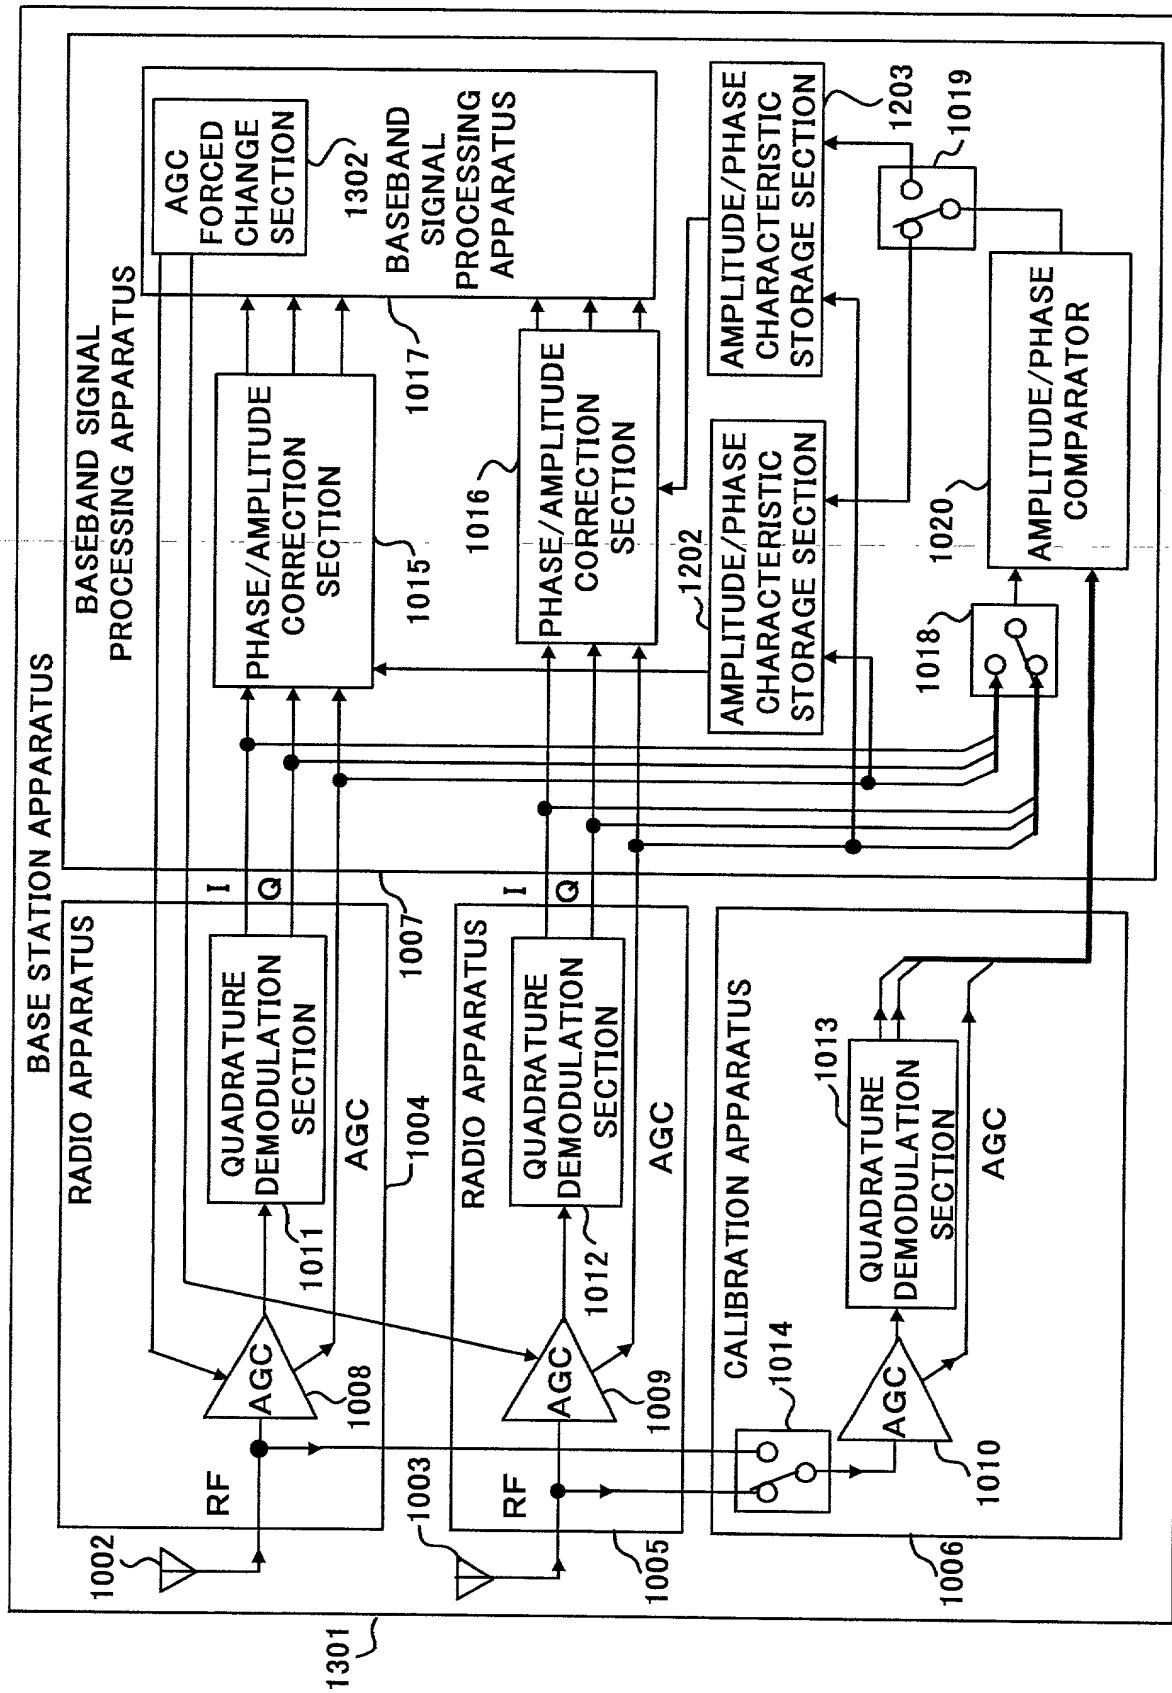 BASE STATION APPARATUS
1301
RADIO APPARATUS
1002
RF
AGC
1008
QUADRATURE
DEMODULATION
SECTION
1011
AGC
1004
I
Q
1007
BASEBAND SIGNAL
PROCESSING APPARATUS
PHASE/AMPLITUDE
CORRECTION
SECTION
1015
AGC
FORCED
CHANGE
SECTION
1302
BASEBAND
SIGNAL
PROCESSING
APPARATUS
1017
RADIO APPARATUS
1003
RF
AGC
1009
QUADRATURE
DEMODULATION
SECTION
1012
AGC
1005
I
Q
PHASE/AMPLITUDE
CORRECTION
SECTION
1016
CALIBRATION APPARATUS
1014
AGC
1010
QUADRATURE
DEMODULATION
SECTION
1013
AGC
1006
1202
AMPLITUDE/PHASE
CHARACTERISTIC
STORAGE SECTION
AMPLITUDE/PHASE
CHARACTERISTIC
STORAGE SECTION
1203
1019
1018
1020
AMPLITUDE/PHASE
COMPARATOR